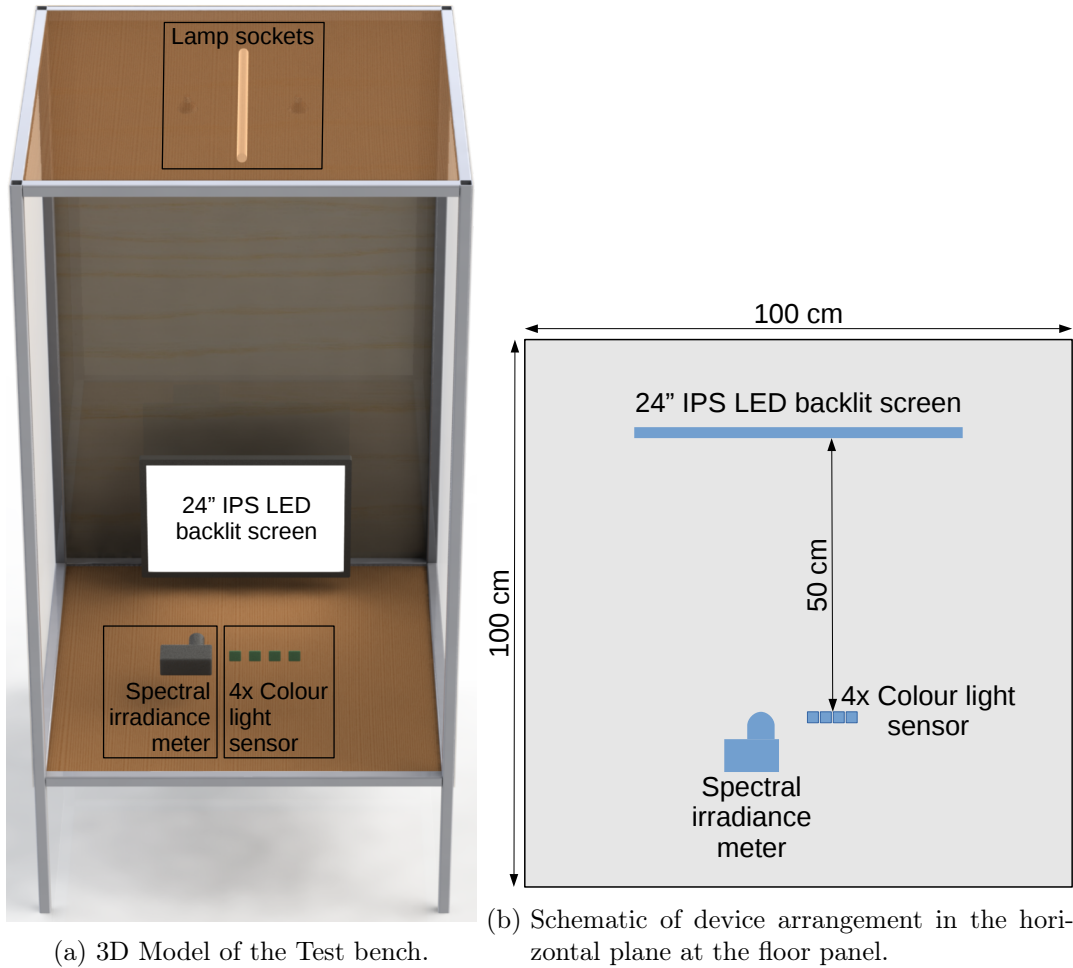 Lamp sockets
24” IPS LED
backlit screen
Spectral
irradiance
meter
4x Colour
light
sensor
(a) 3D Model of the Test bench.
100 cm
100 cm
24” IPS LED backlit screen
50 cm
4x Colour light
sensor
Spectral
irradiance
meter
(b) Schematic of device arrangement in the hori-
zontal plane at the floor panel.